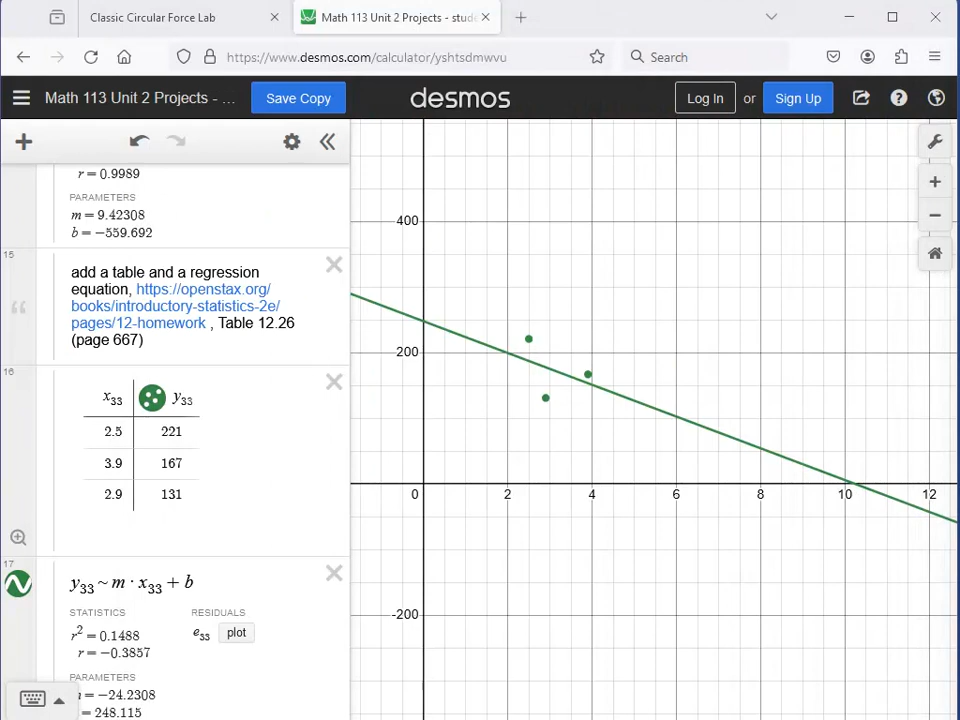 Classic Circular Force Lab
Math 113 Unit 2 Projects - stude
https://www.desmos.com/calculator/yshtsdmwvu
Search
Math 113 Unit 2 Projects - ...
Save Copy
desmos
Log In
or
Sign Up
r = 0.9989
PARAMETERS
m = 9.42308
b = −559.692
15
add a table and a regression
equation, https://openstax.org/
books/introductory-statistics-2e/
pages/12-homework , Table 12.26
(page 667)
16
x₃₃ y₃₃
2.5 221
3.9 167
2.9 131
17
y₃₃ ~ m · x₃₃ + b
STATISTICS RESIDUALS
r² = 0.1488 e₃₃ plot
r = −0.3857
PARAMETERS
= −24.2308
= 248.115
400
200
0 2 4 6 8 10 12
-200